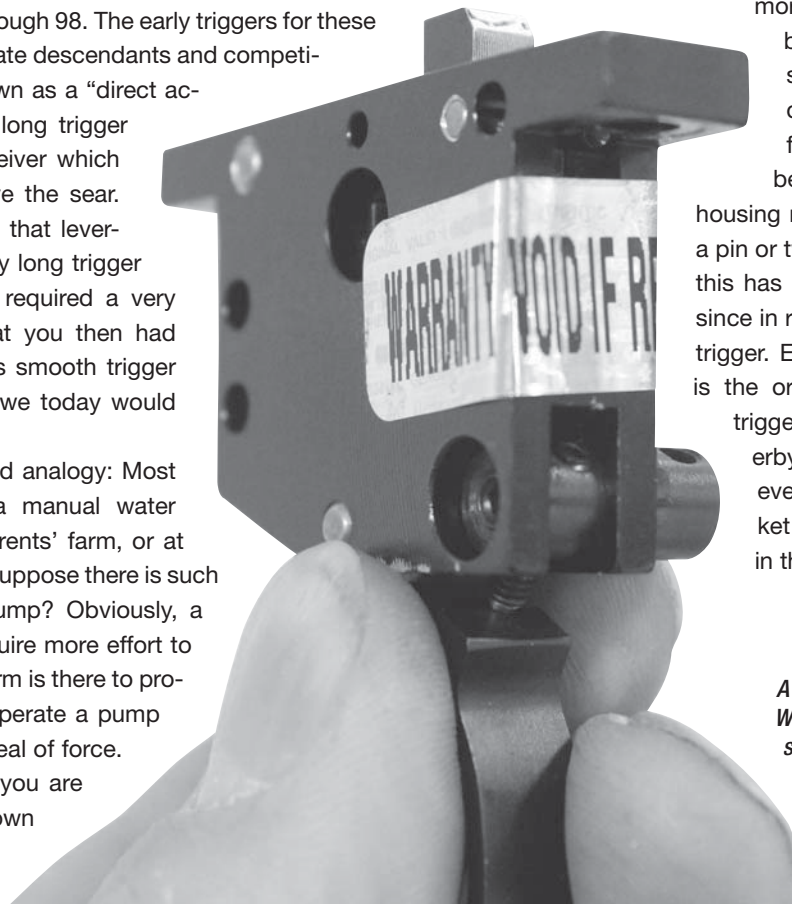 ough 98. The early triggers for these
ate descendants and competi-
wn as a “direct ac-
long trigger
eiver which
e the sear.
that lever-
y long trigger
required a very
at you then had
s smooth trigger
we today would
d analogy: Most
a manual water
rents’ farm, or at
uppose there is such
ump? Obviously, a
uire more effort to
rm is there to pro-
perate a pump
eal of force.
you are
own
WARRANTY VOID IF RE
mor
b
s
c
f
be
housing r
a pin or t
this has
since in r
trigger. E
is the or
trigge
erby
eve
ket
in th
A
W
s